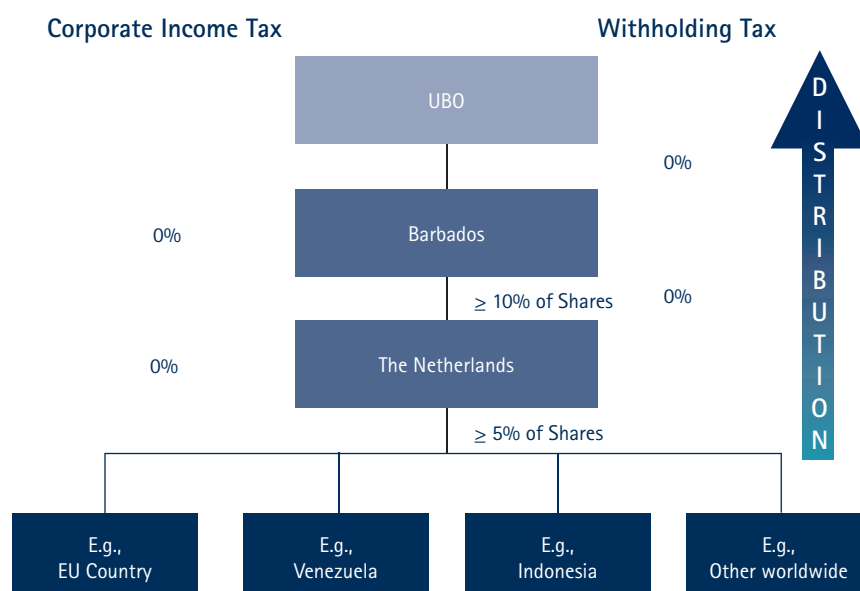 Corporate Income Tax
Withholding Tax
UBO
0%
Barbados
0%
≥ 10% of Shares
0%
The Netherlands
0%
≥ 5% of Shares
E.g.,
EU Country
E.g.,
Venezuela
E.g.,
Indonesia
E.g.,
Other worldwide
D
I
S
T
R
I
B
U
T
I
O
N